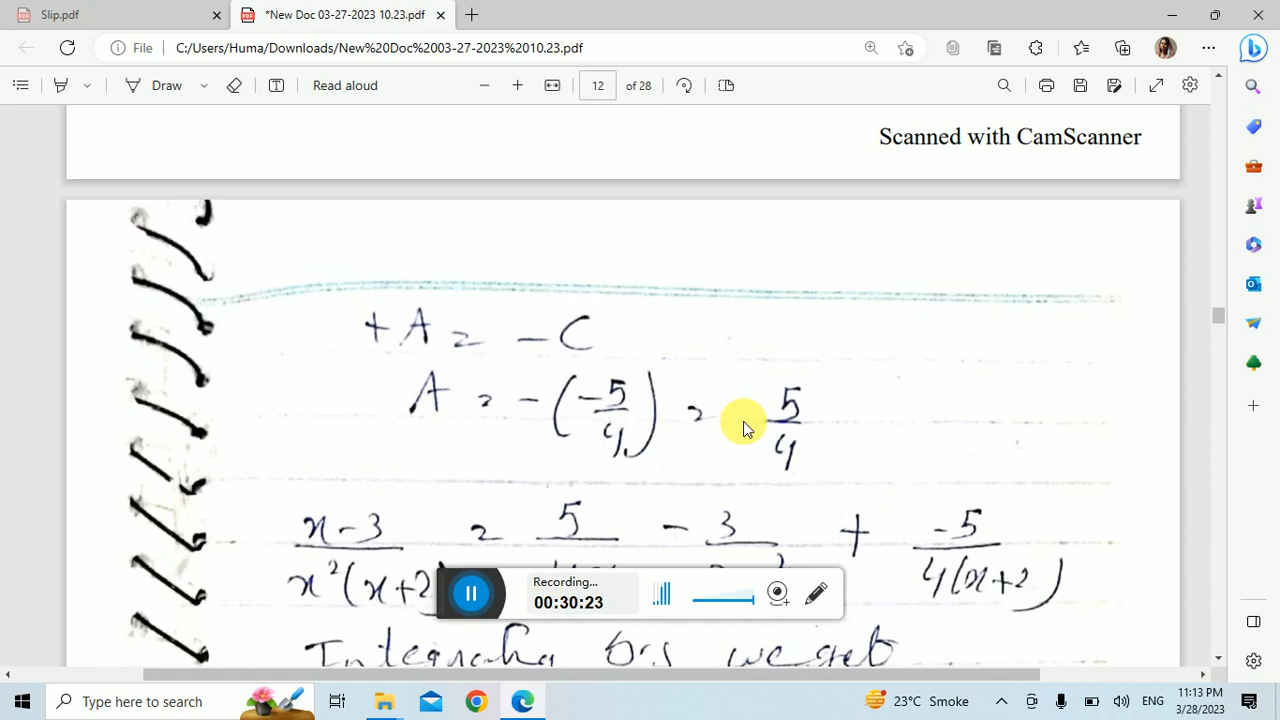 Slip.pdf
*New Doc 03-27-2023 10.23.pdf
File C:/Users/Huma/Downloads/New%20Doc%2003-27-2023%2010.23.pdf
Draw Read aloud 12 of 28
Scanned with CamScanner
+A = -C
A = -(-5/4) = 5/4
x-3 = 5 - 3 + -5
x²(x+2) 4(x+2)
Recording...
00:30:23
Type here to search
23°C Smoke
ENG
11:13 PM
3/28/2023